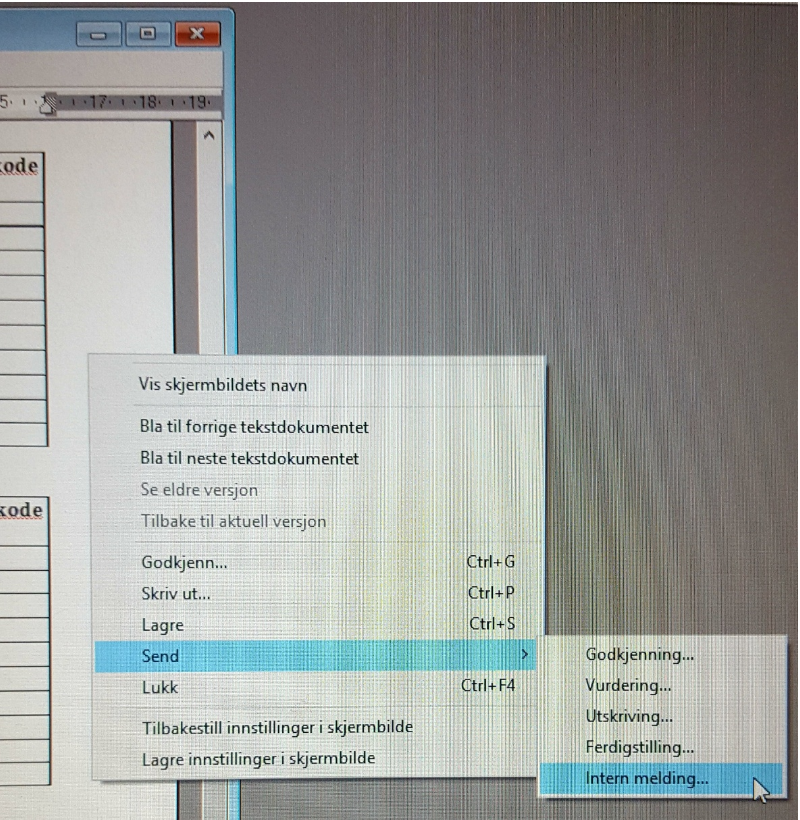 17 18 19
kode
kode
Vis skjermbildets navn
Bla til forrige tekstdokumentet
Bla til neste tekstdokumentet
Se eldre versjon
Tilbake til aktuell versjon
Godkjenn... Ctrl+G
Skriv ut... Ctrl+P
Lagre Ctrl+S
Send >
Lukk Ctrl+F4
Tilbakestill innstillinger i skjermbilde
Lagre innstillinger i skjermbilde
Godkjenning...
Vurdering...
Utskriving...
Ferdigstilling...
Intern melding...